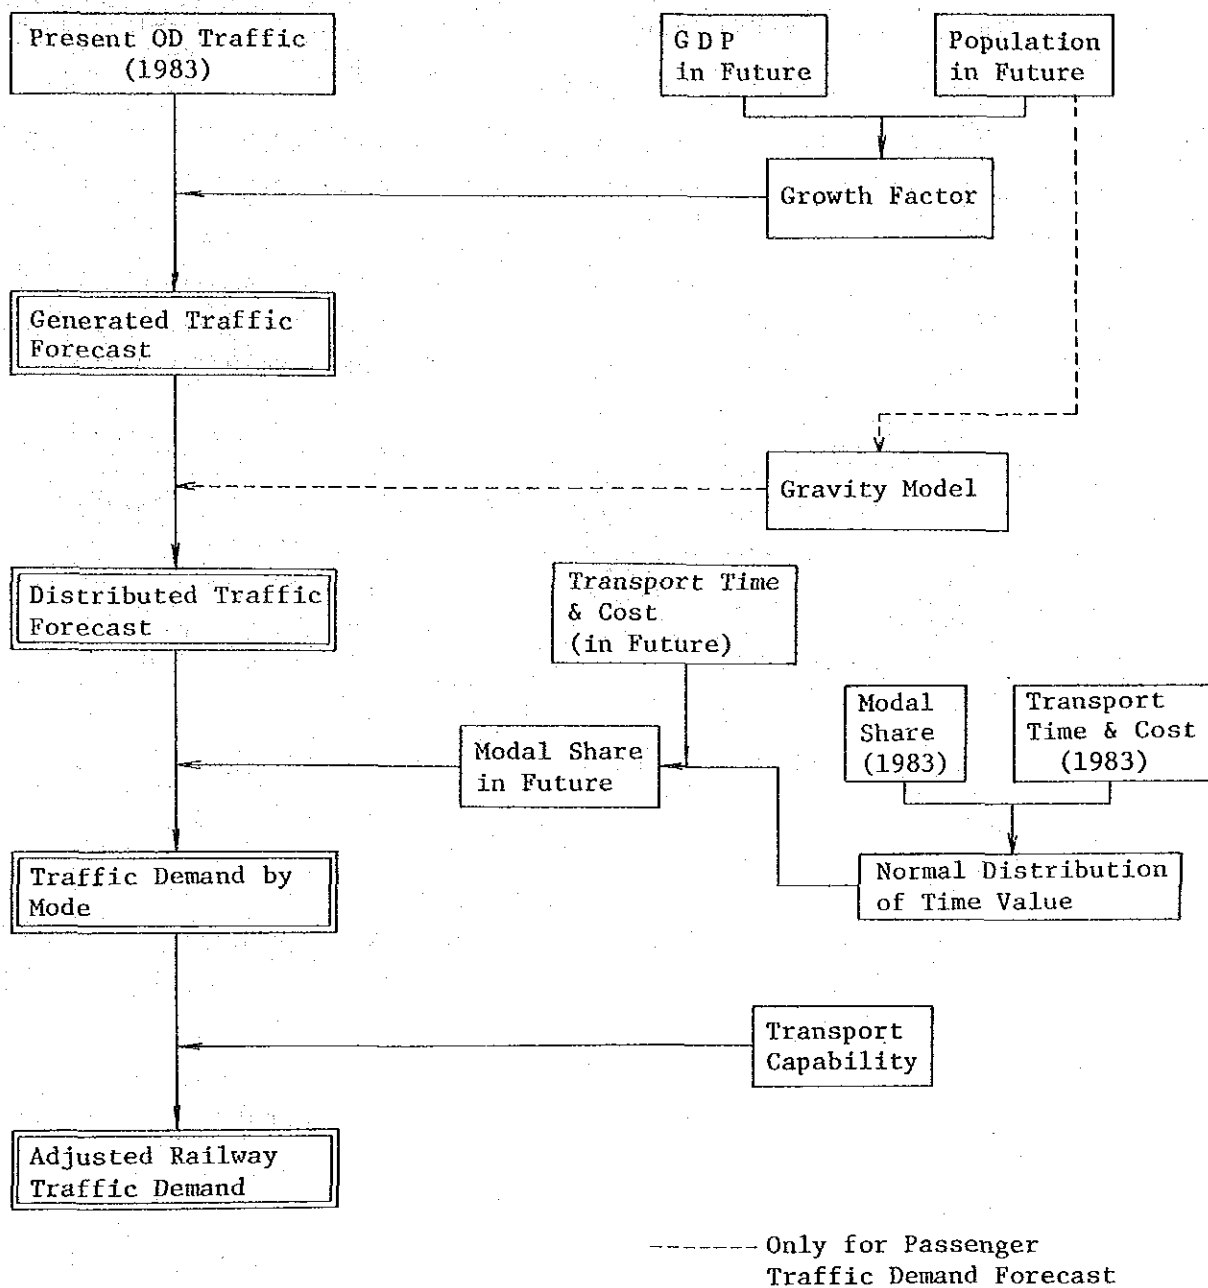 Present OD Traffic
(1983)
G D P
in Future
Population
in Future
Growth Factor
Generated Traffic
Forecast
Gravity Model
Distributed Traffic
Forecast
Transport Time
& Cost
(in Future)
Modal
Share
(1983)
Transport
Time & Cost
(1983)
Modal Share
in Future
Traffic Demand by
Mode
Normal Distribution
of Time Value
Transport
Capability
Adjusted Railway
Traffic Demand
Only for Passenger
Traffic Demand Forecast